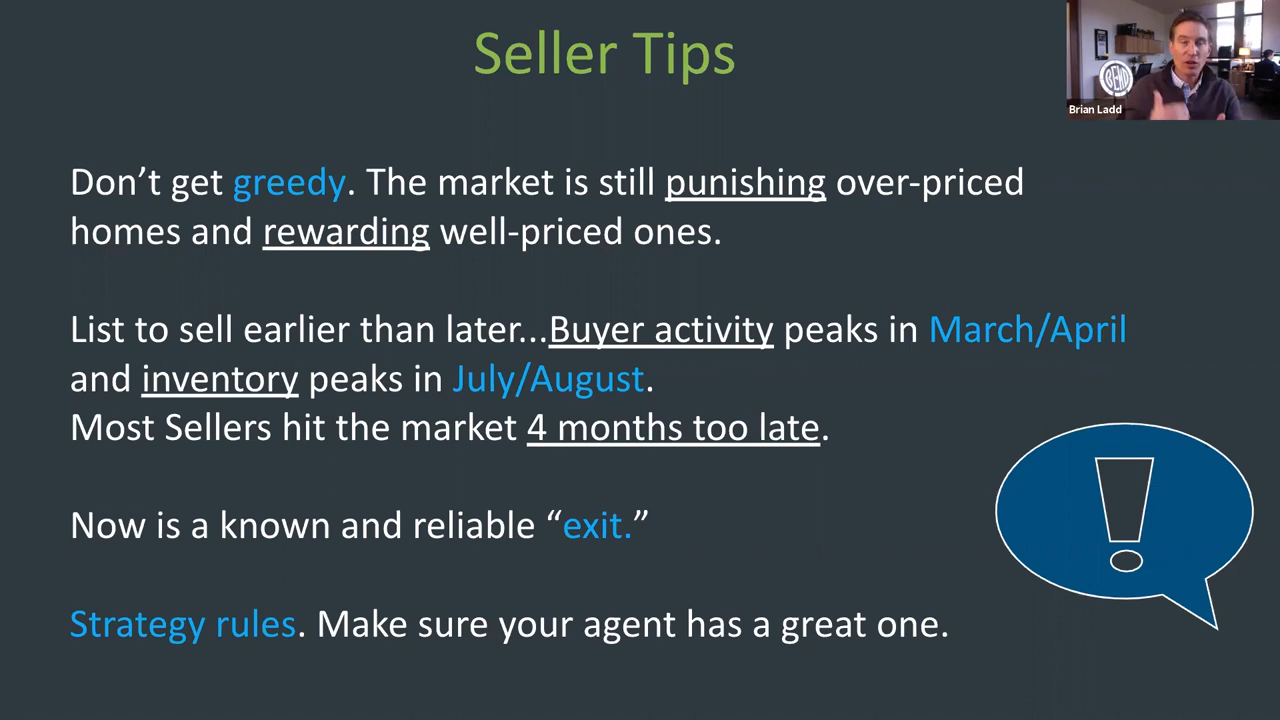 Seller Tips
BEND
Brian Ladd
Don’t get greedy. The market is still punishing over-priced
homes and rewarding well-priced ones.
List to sell earlier than later...Buyer activity peaks in March/April
and inventory peaks in July/August.
Most Sellers hit the market 4 months too late.
Now is a known and reliable “exit.”
Strategy rules. Make sure your agent has a great one.